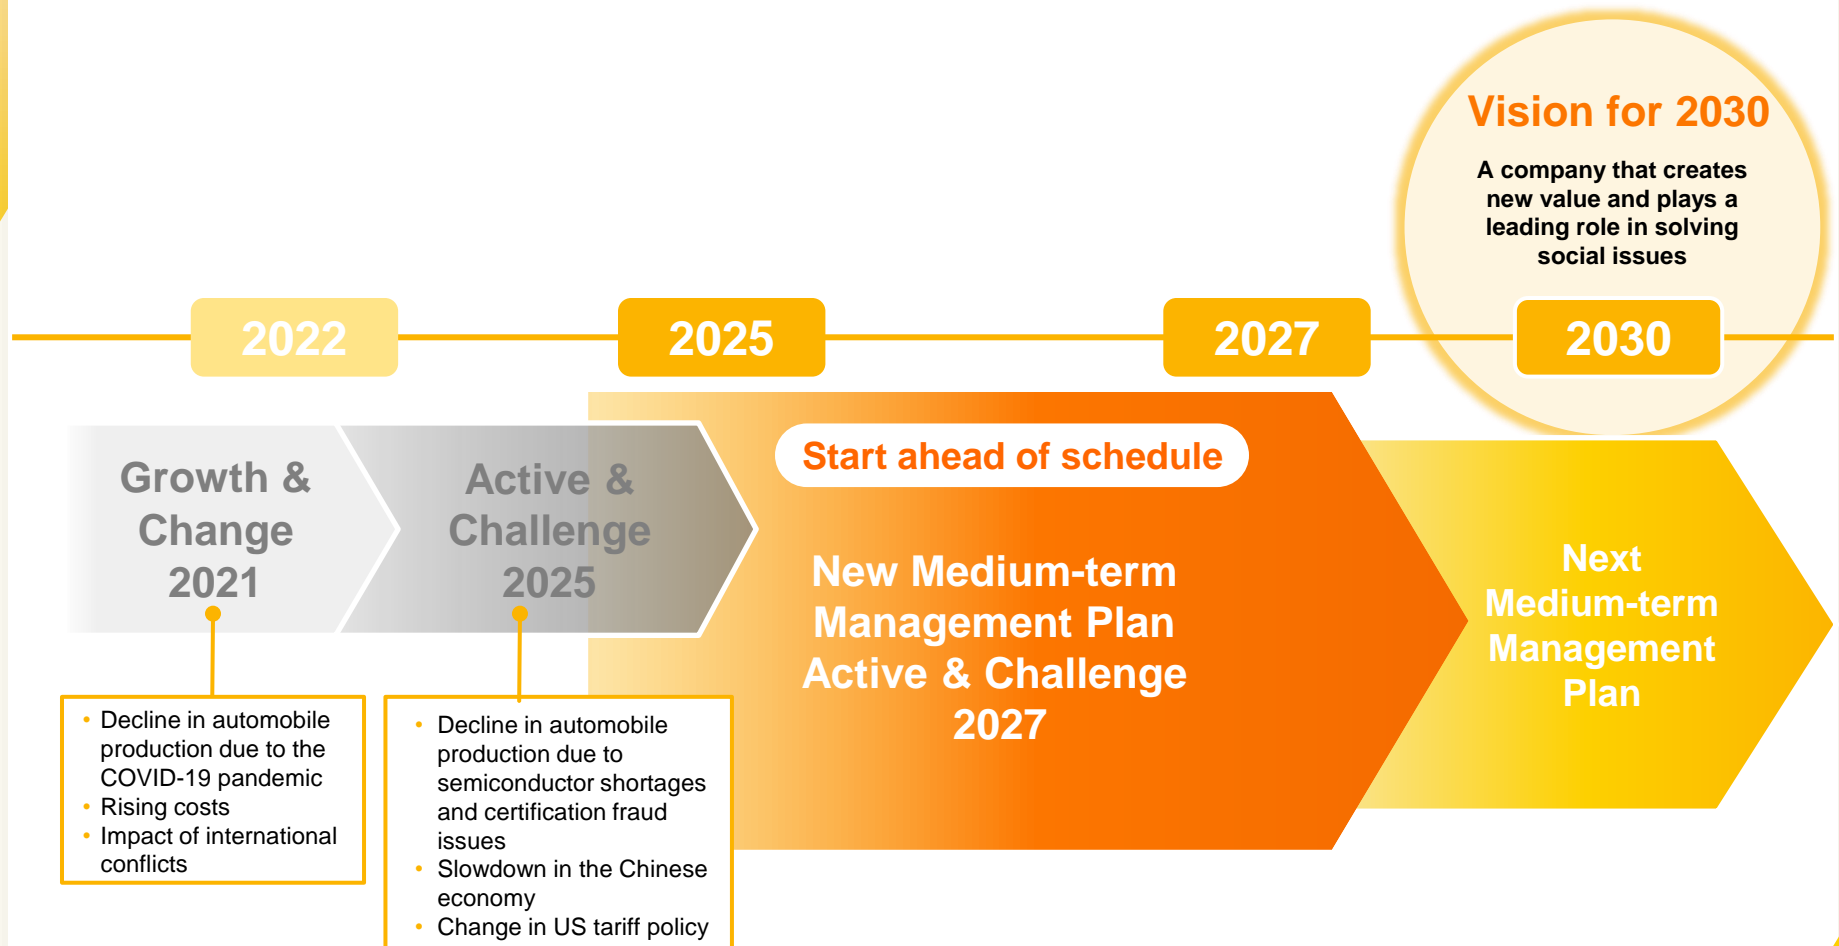 Vision for 2030
A company that creates
new value and plays a
leading role in solving
social issues
2022
2025
2027
2030
Growth &
Change
2021
Active &
Challenge
2025
Start ahead of schedule
New Medium-term
Management Plan
Active & Challenge
2027
Next
Medium-term
Management
Plan
• Decline in automobile
production due to the
COVID-19 pandemic
• Rising costs
• Impact of international
conflicts
• Decline in automobile
production due to
semiconductor shortages
and certification fraud
issues
• Slowdown in the Chinese
economy
• Change in US tariff policy